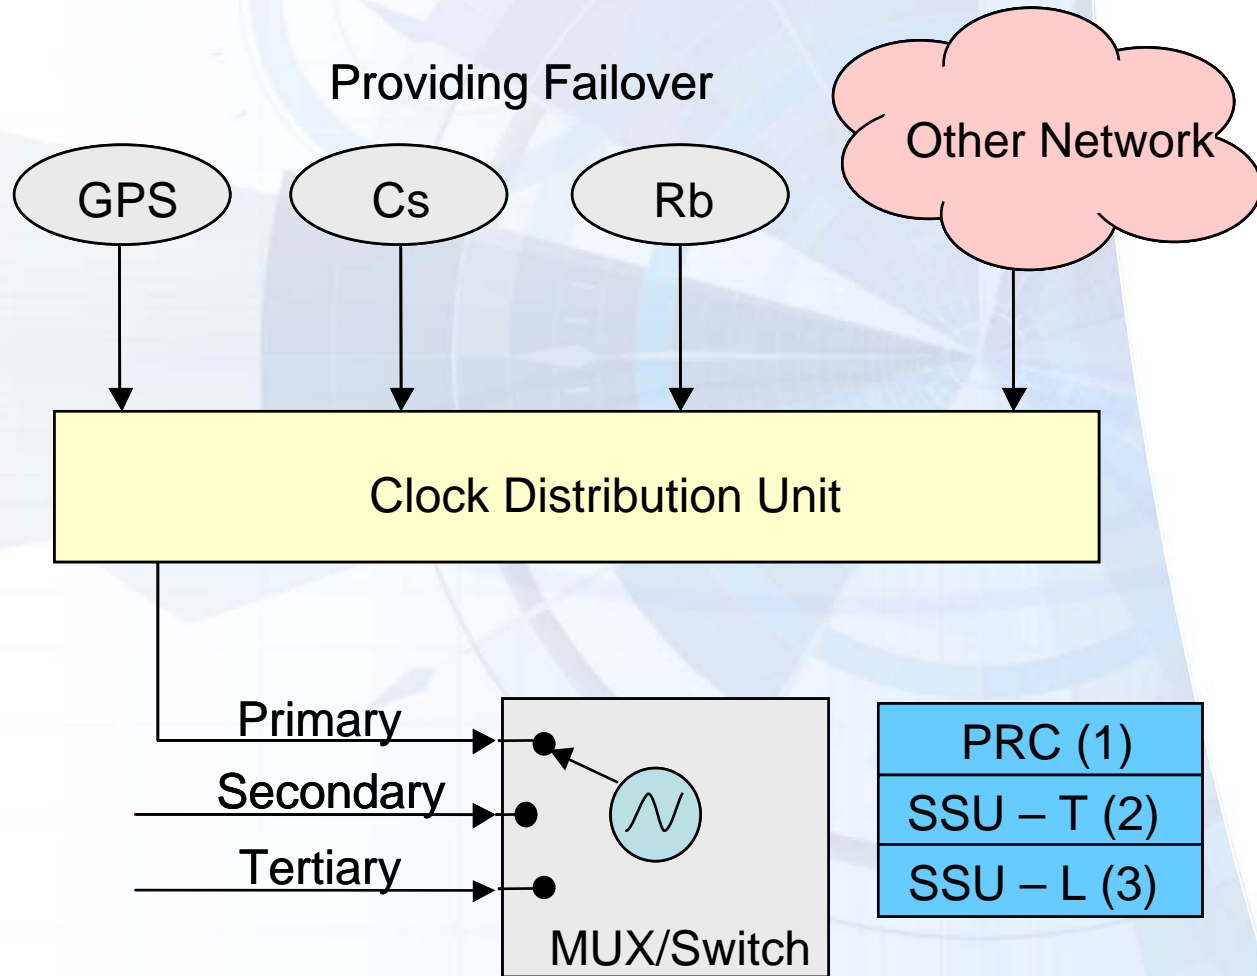 Providing Failover
Other Network
GPS
Cs
Rb
Clock Distribution Unit
Primary
Secondary
Tertiary
MUX/Switch
PRC (1)
SSU – T (2)
SSU – L (3)